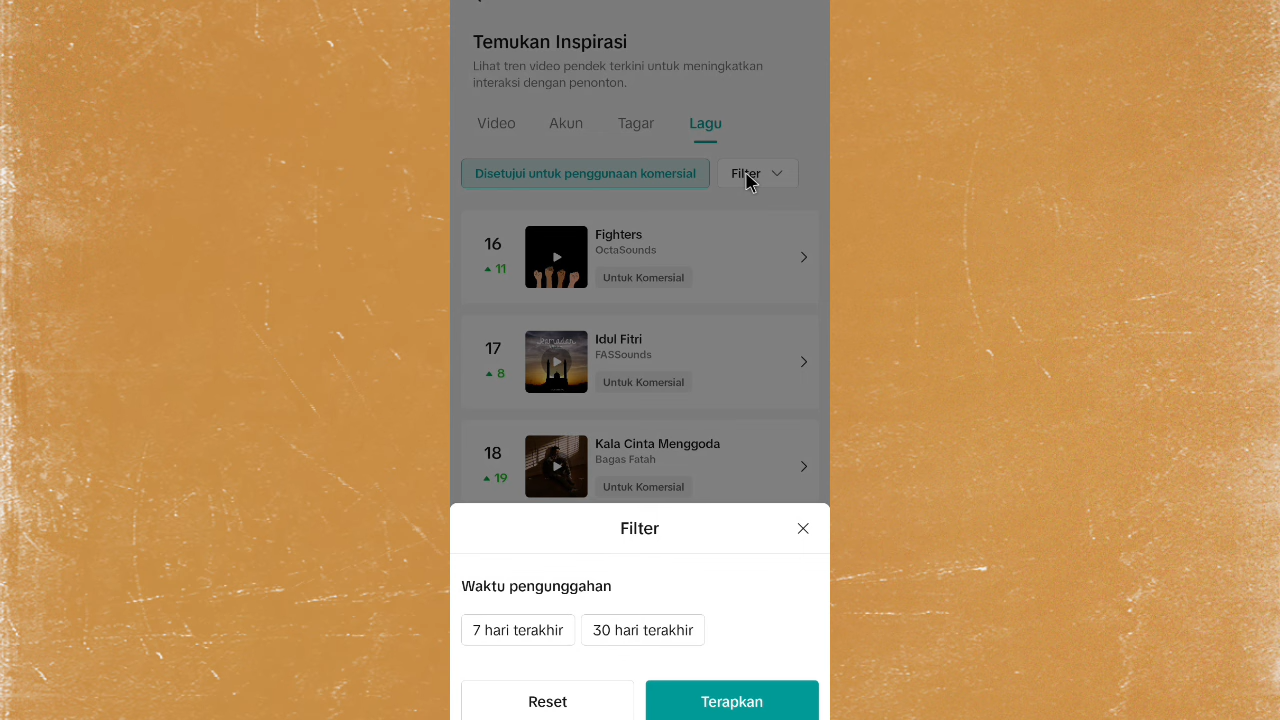 Temukan Inspirasi
Lihat tren video pendek terkini untuk meningkatkan
interaksi dengan penonton.
Video Akun Tagar Lagu
Disetujui untuk penggunaan komersial Filter
16
11
Fighters
OctaSounds
Untuk Komersial
17
8
Idul Fitri
FASSounds
Untuk Komersial
18
19
Kala Cinta Menggoda
Bagas Fatah
Untuk Komersial
Filter
Waktu pengunggahan
7 hari terakhir 30 hari terakhir
Reset Terapkan